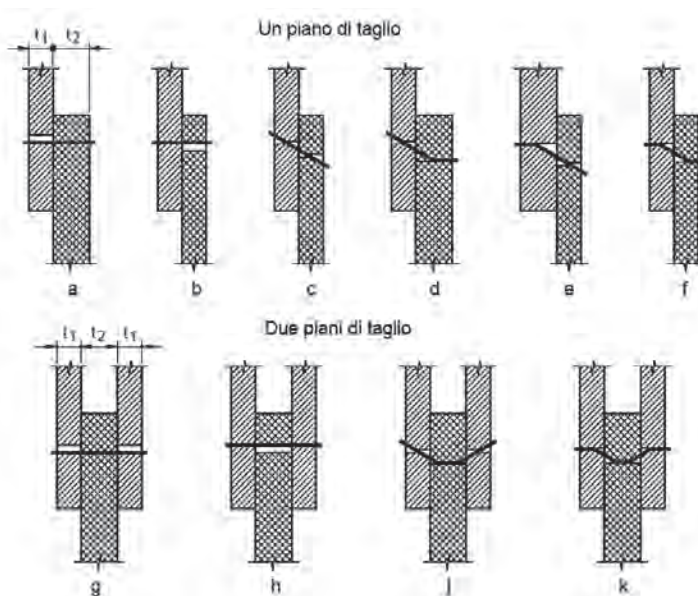 Un piano di taglio
t1 t2
a b c d e f
Due piani di taglio
t1 t2 t1
g h j k